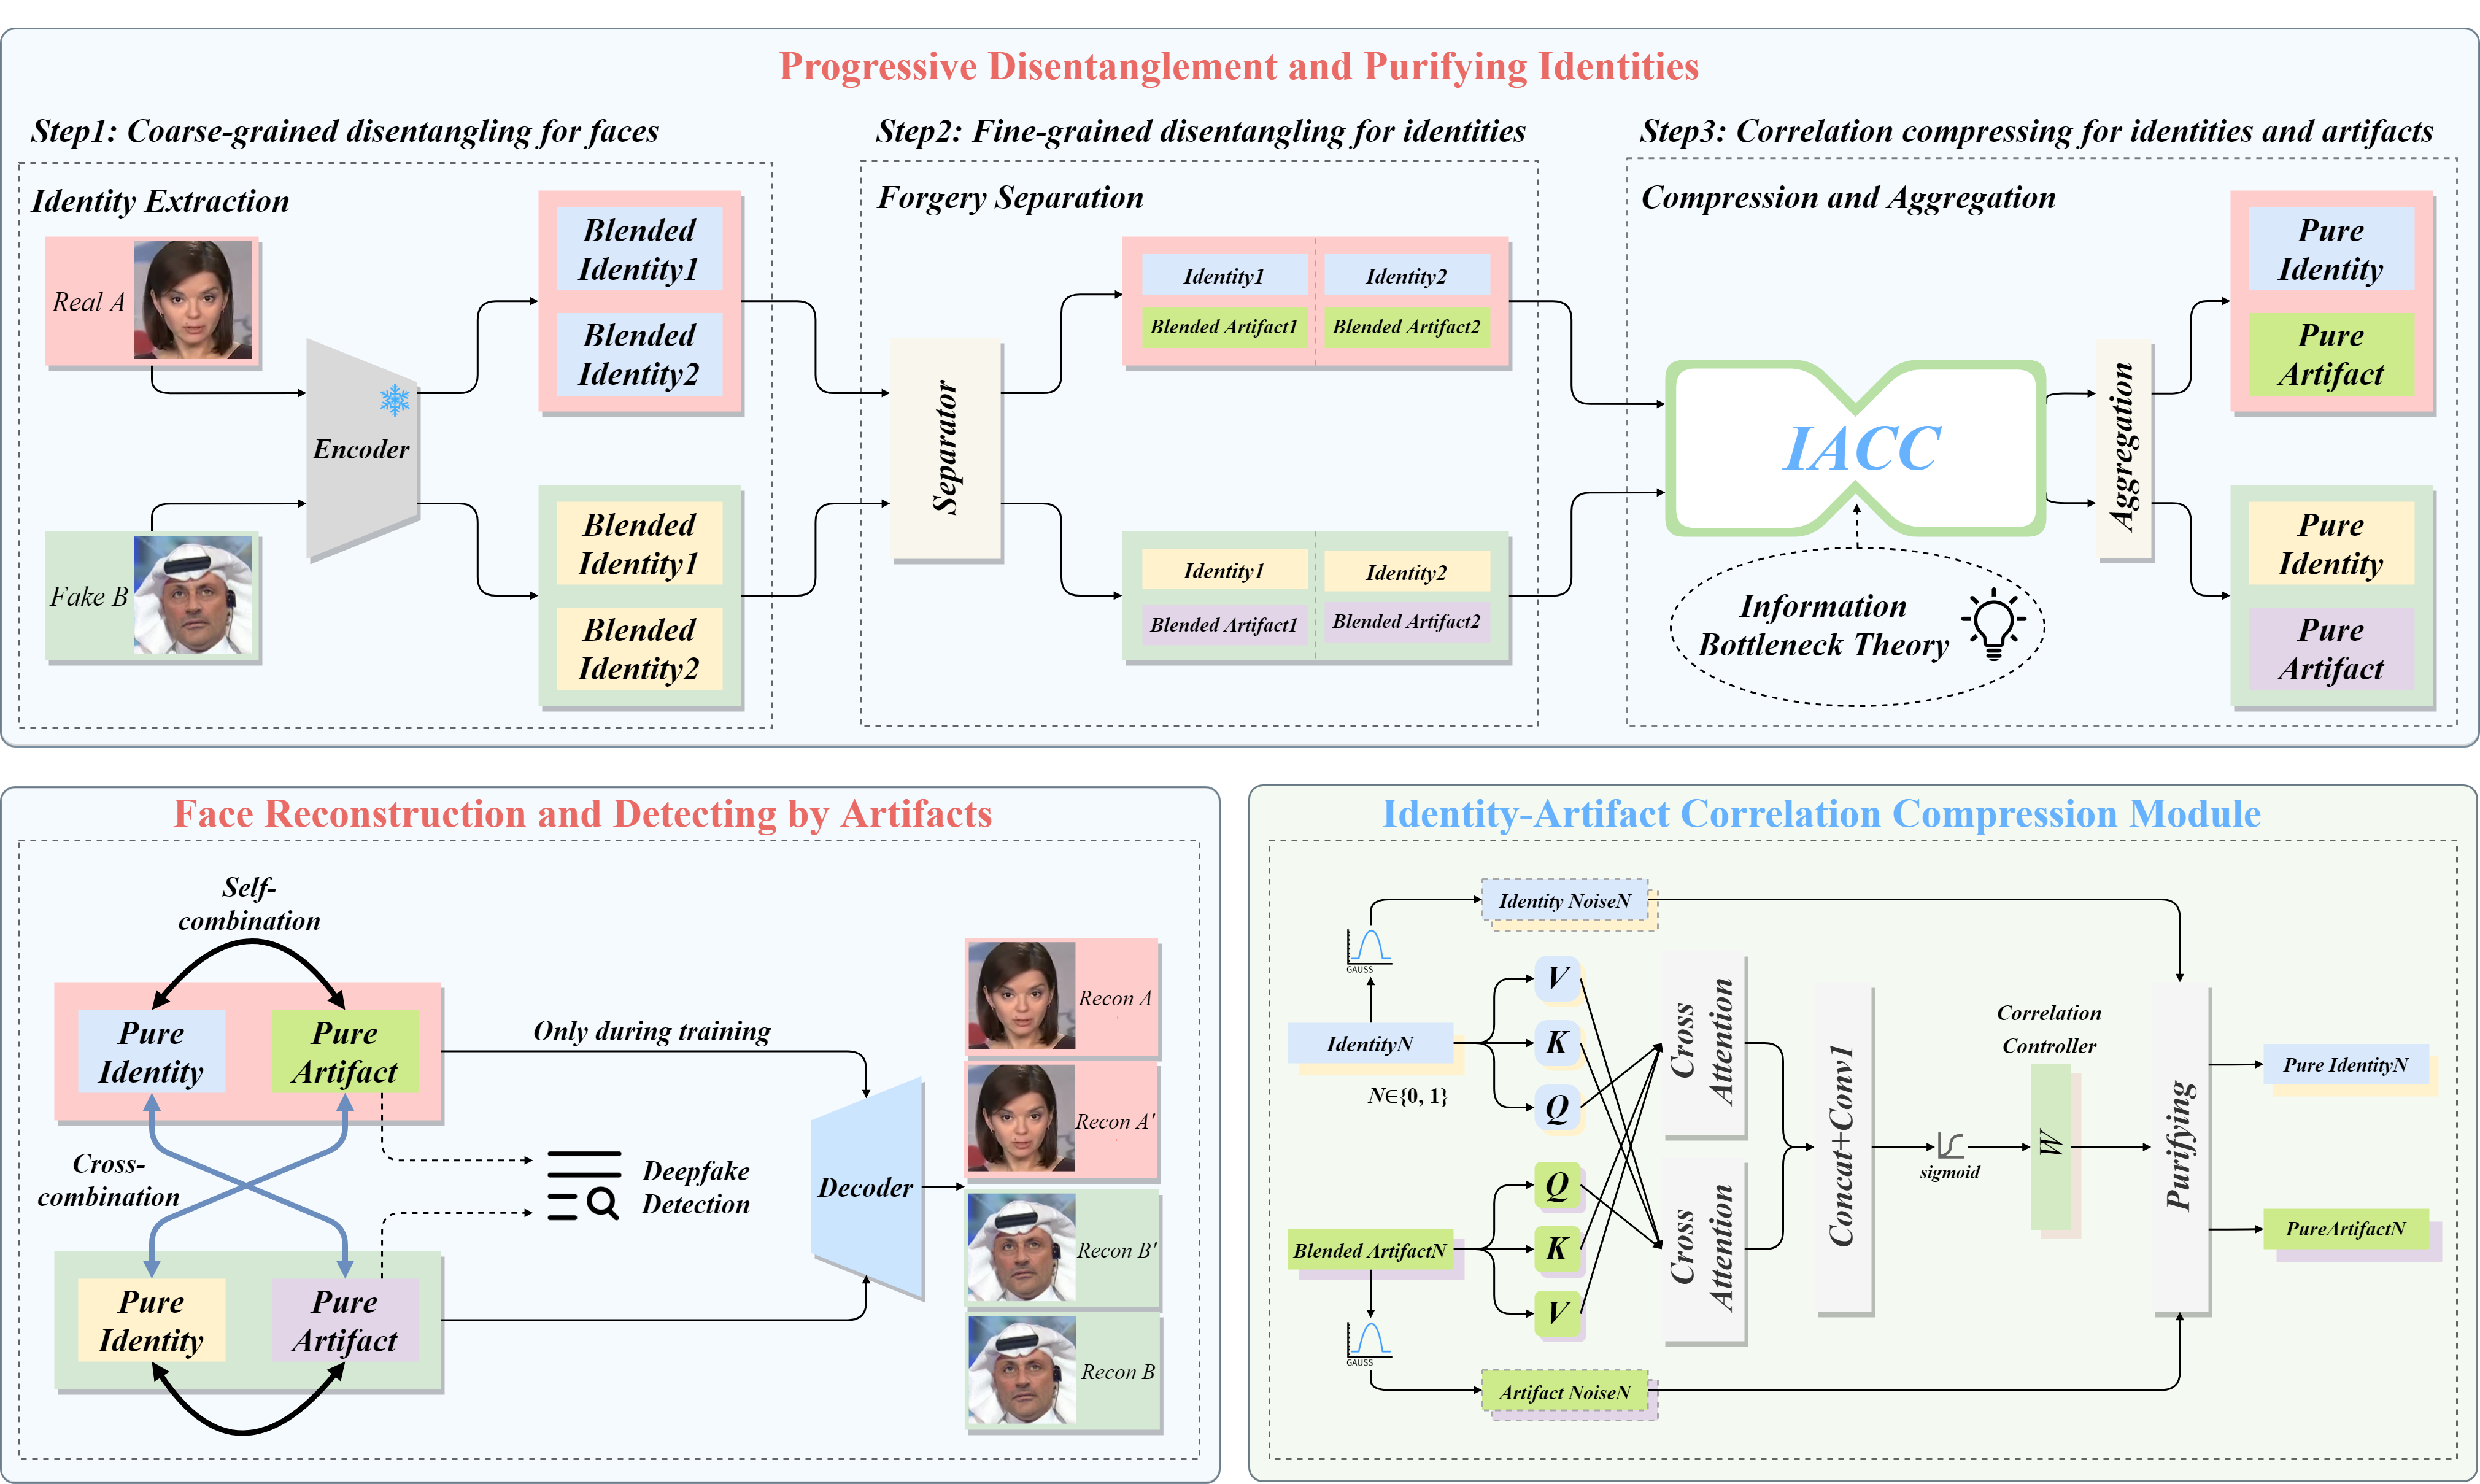 Progressive Disentanglement and Purifying Identities
Step1: Coarse-grained disentangling for faces
Identity Extraction
Real A
Fake B
Encoder
Blended
Identity1
Blended
Identity2
Blended
Identity1
Blended
Identity2
Step2: Fine-grained disentangling for identities
Forgery Separation
Separator
Identity1
Identity2
Blended Artifact1
Blended Artifact2
Identity1
Identity2
Blended Artifact1
Blended Artifact2
Step3: Correlation compressing for identities and artifacts
Compression and Aggregation
IACC
Information
Bottleneck Theory
Aggregation
Pure
Identity
Pure
Artifact
Pure
Identity
Pure
Artifact
Face Reconstruction and Detecting by Artifacts
Self-
combination
Pure
Identity
Pure
Artifact
Cross-
combination
Pure
Identity
Pure
Artifact
Only during training
Deepfake
Detection
Decoder
Recon A
Recon A'
Recon B'
Recon B
Identity-Artifact Correlation Compression Module
Identity NoiseN
GAUSS
IdentityN
N∈{0, 1}
V
K
Q
Q
K
V
Blended ArtifactN
GAUSS
Artifact NoiseN
Cross
Attention
Cross
Attention
Concat+Conv1
sigmoid
Correlation
Controller
W
Purifying
Pure IdentityN
PureArtifactN